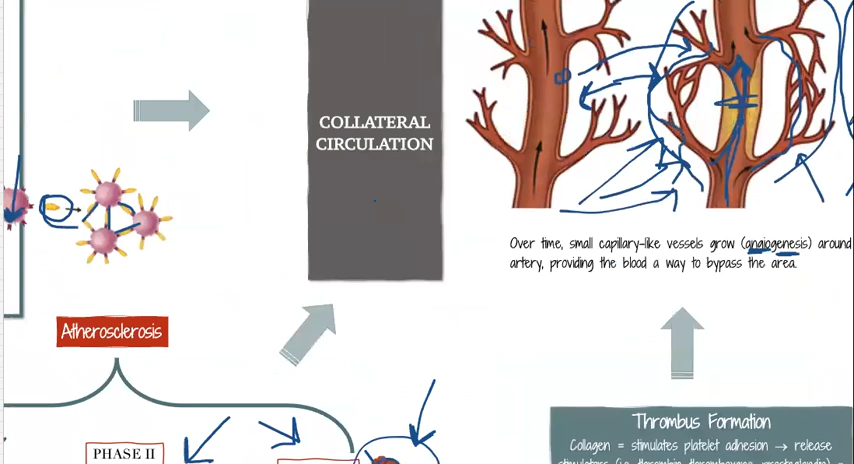 COLLATERAL
CIRCULATION
Over time, small capillary-like vessels grow (angiogenesis) around
artery, providing the blood a way to bypass the area.
Atherosclerosis
PHASE II
Thrombus Formation
Collagen = stimulates platelet adhesion → release